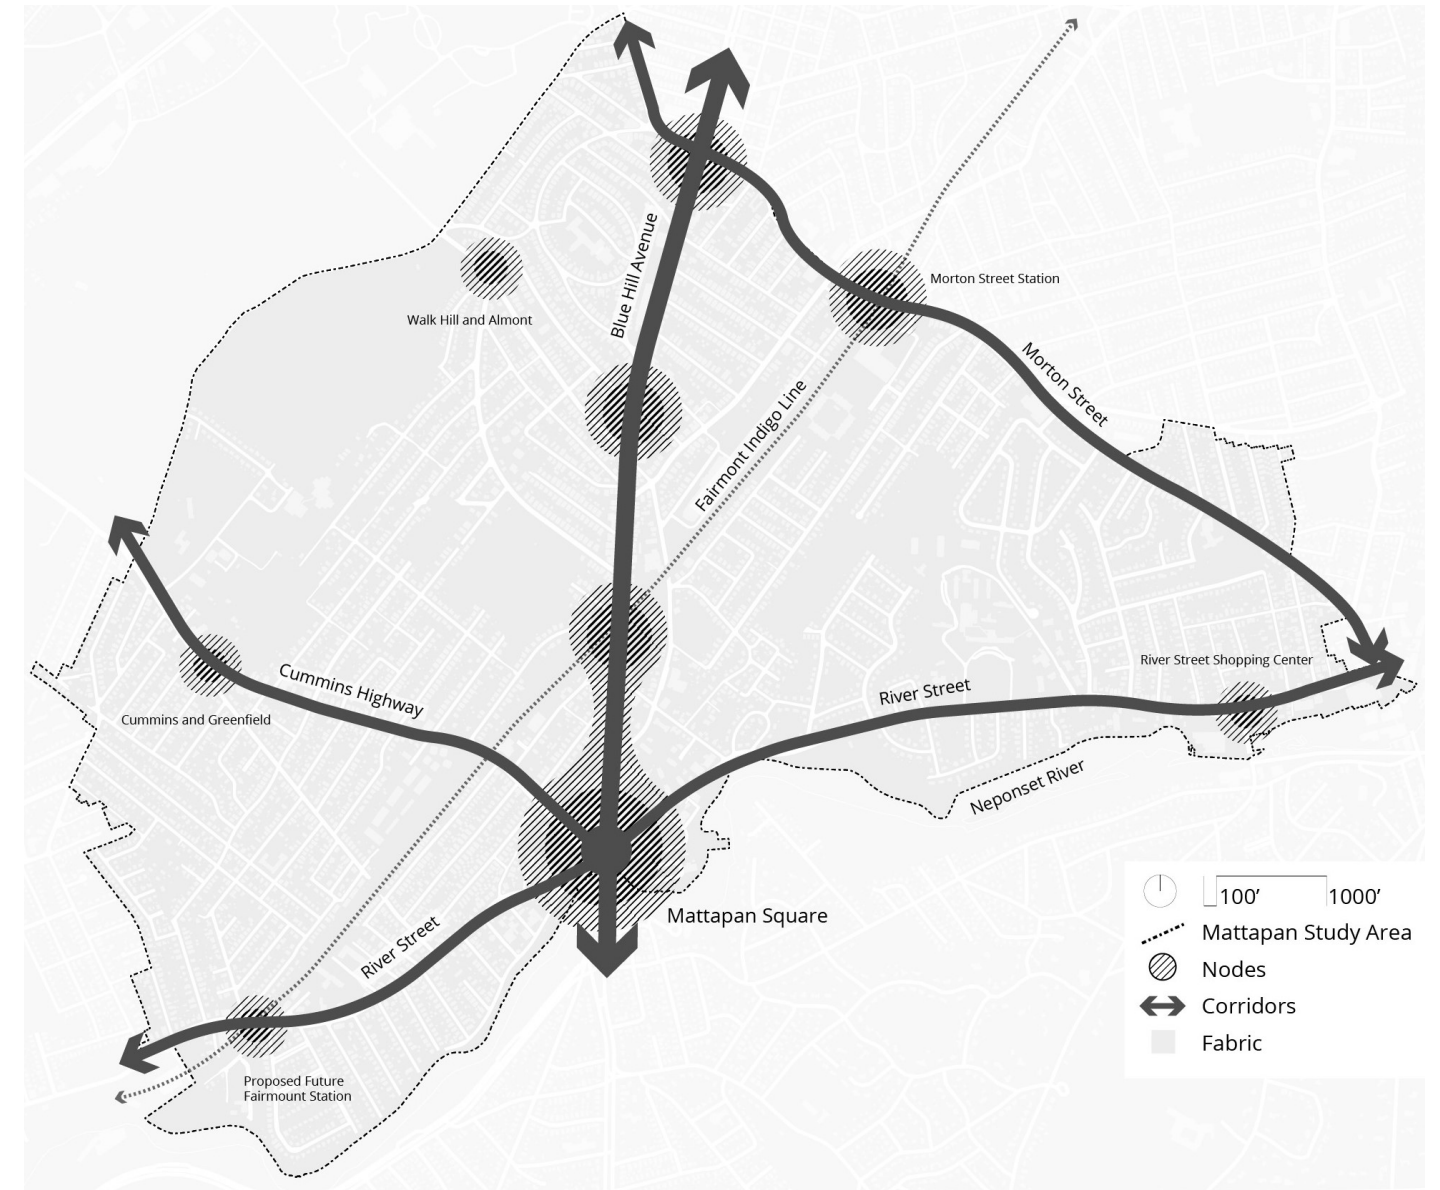 Blue Hill Avenue
Morton Street Station
Walk Hill and Almont
Morton Street
Fairmont Indigo Line
River Street Shopping Center
Cummins Highway
River Street
Cummins and Greenfield
Neponset River
Mattapan Square
River Street
Proposed Future
Fairmount Station
100’ 1000’
Mattapan Study Area
Nodes
Corridors
Fabric